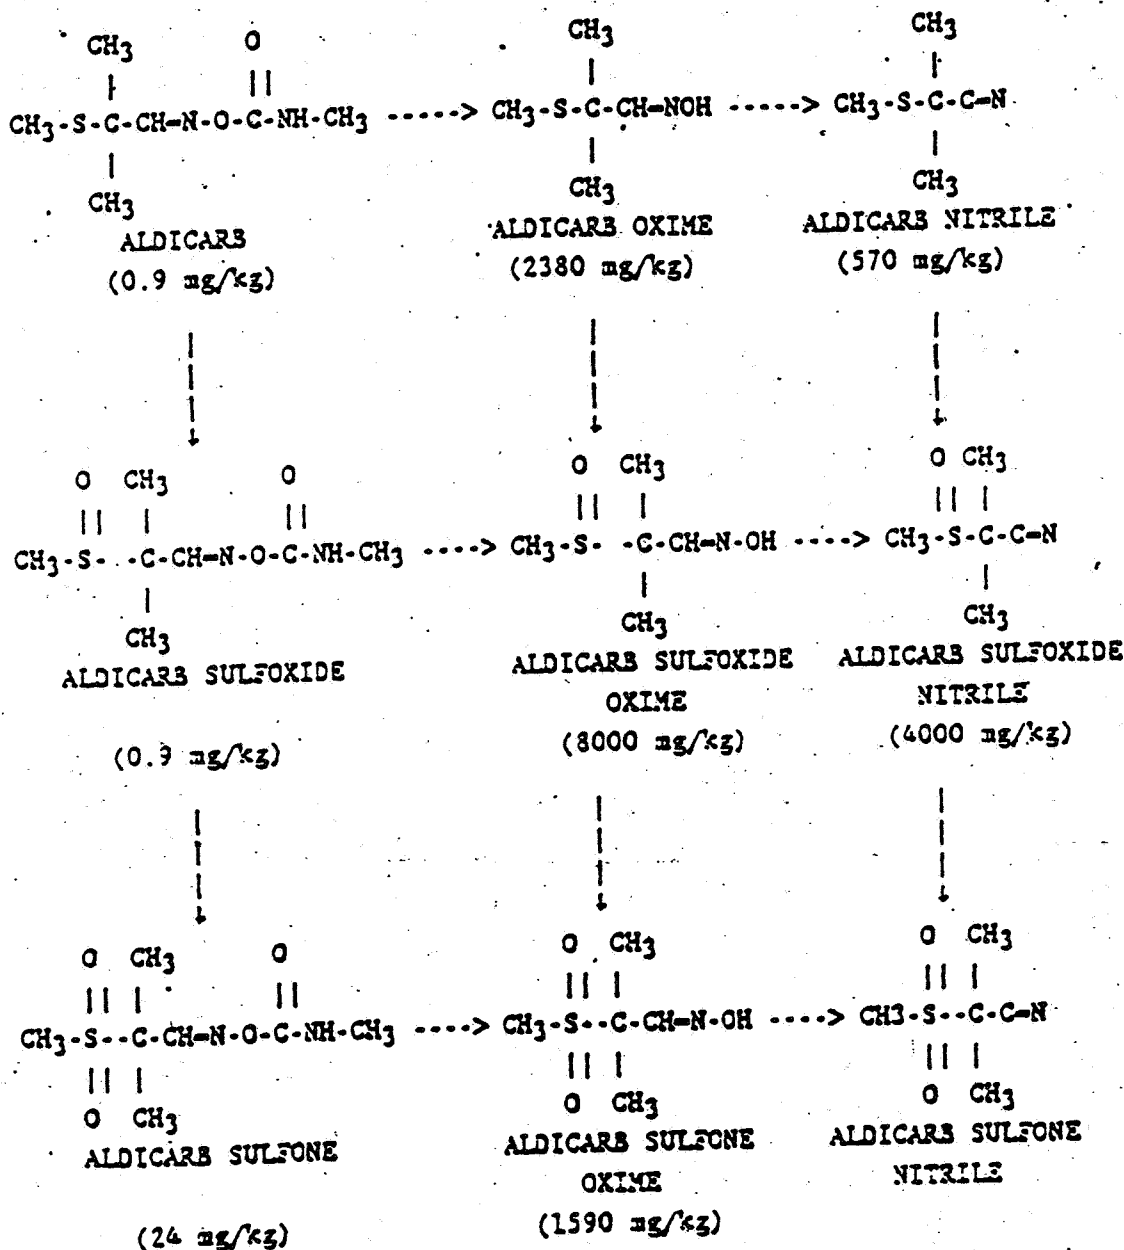 CH3 O CH3 CH3
| || | |
CH3-S-C-CH=N-O-C-NH-CH3 -----> CH3-S-C-CH=NOH -----> CH3-S-C-C=N
| | |
CH3 CH3 CH3
ALDICARB ALDICARB OXIME ALDICARB NITRILE
(0.9 mg/kg) (2380 mg/kg) (570 mg/kg)
O CH3 O O CH3 O CH3
|| | || || | || |
CH3-S- -C-CH=N-O-C-NH-CH3 ----> CH3-S- -C-CH=N-OH ----> CH3-S-C-C=N
| | |
CH3 CH3 CH3
ALDICARB SULFOXIDE ALDICARB SULFOXIDE ALDICARB SULFOXIDE
OXIME NITRILE
(0.9 mg/kg) (8000 mg/kg) (4000 mg/kg)
O CH3 O O CH3 O CH3
|| | || || | || |
CH3-S--C-CH=N-O-C-NH-CH3 ----> CH3-S--C-CH=N-OH ----> CH3-S--C-C=N
|| | || | || |
O CH3 O CH3 O CH3
ALDICARB SULFONE ALDICARB SULFONE ALDICARB SULFONE
OXIME NITRILE
(24 mg/kg) (1590 mg/kg)